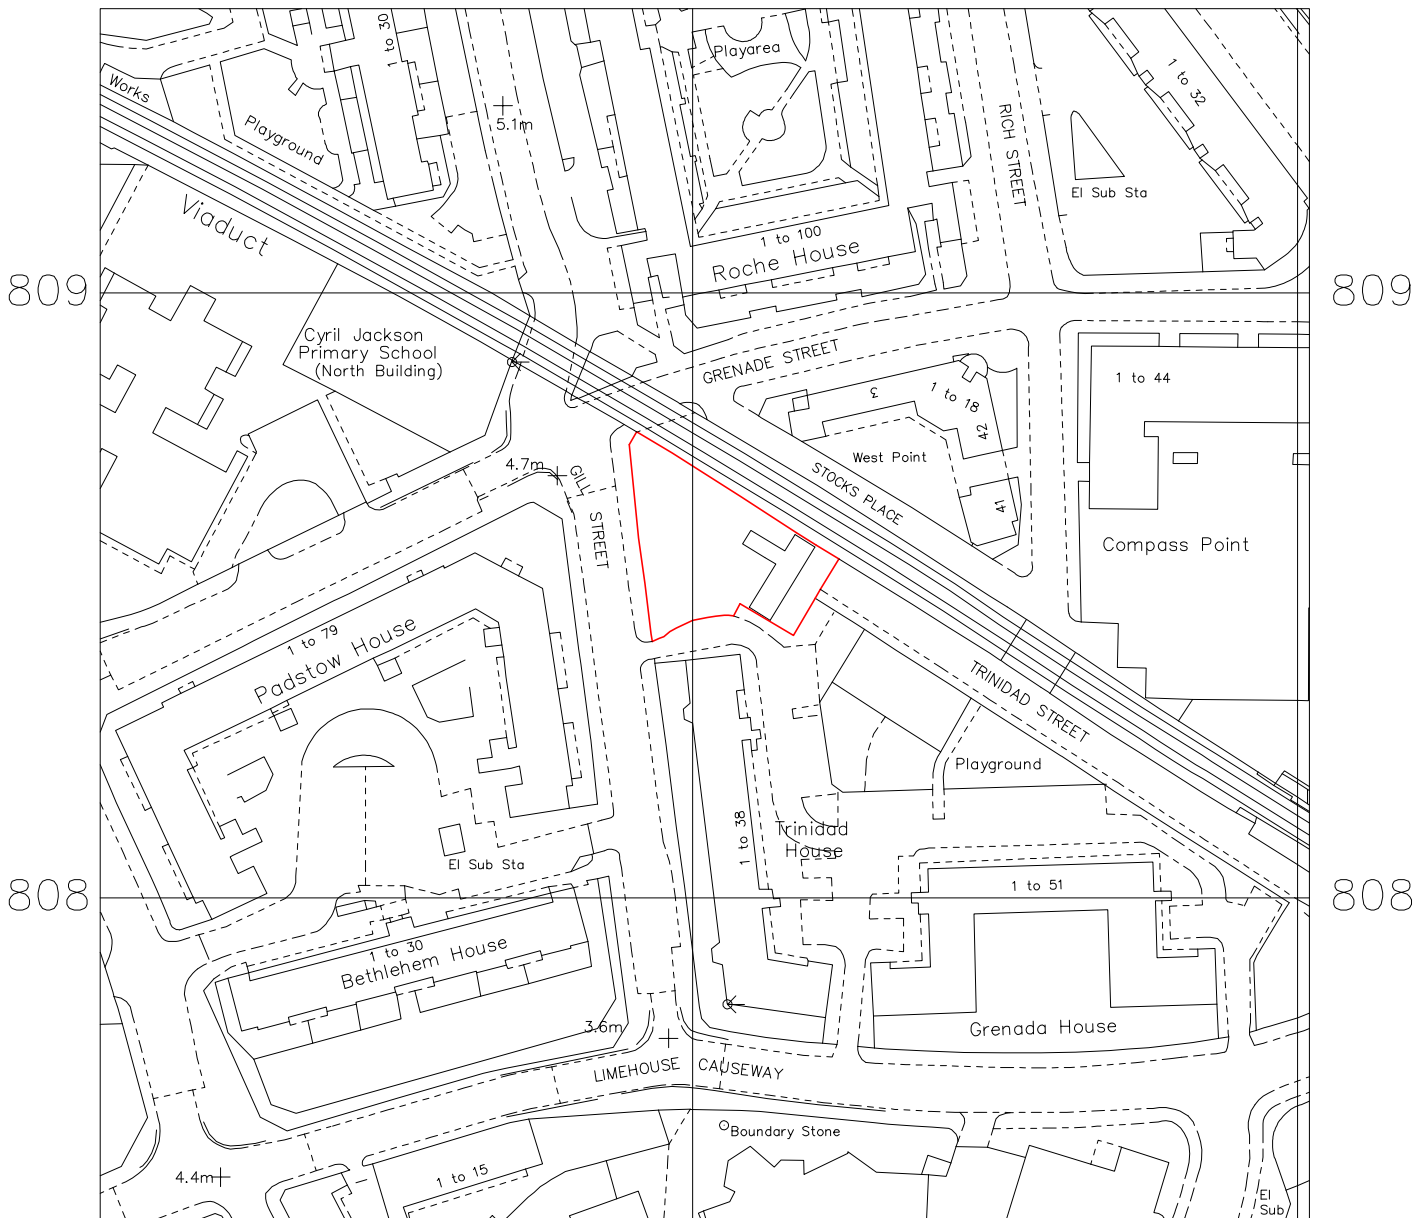 1 to 30
Playarea
Works
5.1m
Playground
RICH STREET
1 to 32
El Sub Sta
Viaduct
1 to 100
Roche House
809
809
Cyril Jackson
Primary School
(North Building)
GRENADE STREET
1 to 44
3
1 to 18
42
West Point
4.7m
GILL
STREET
STOCKS PLACE
41
Compass Point
1 to 79
Padstow House
TRINIDAD STREET
Playground
1 to 38
Trinidad
House
El Sub Sta
1 to 51
808
808
1 to 30
Bethlehem House
3.6m
Grenada House
LIMEHOUSE CAUSEWAY
Boundary Stone
4.4m
1 to 15
El
Sub